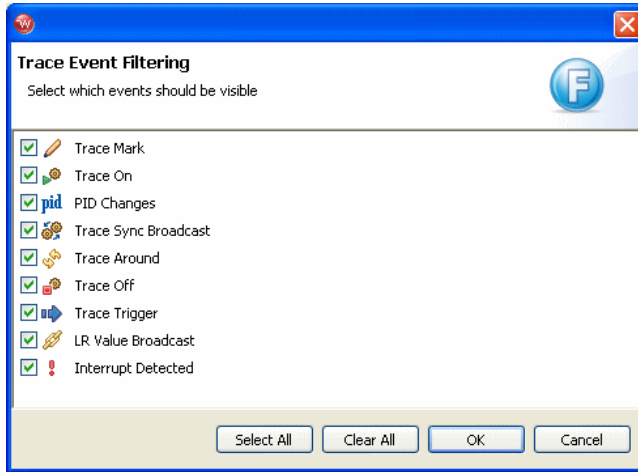 Trace Event Filtering
Select which events should be visible
F
Trace Mark
Trace On
pid PID Changes
Trace Sync Broadcast
Trace Around
Trace Off
Trace Trigger
LR Value Broadcast
Interrupt Detected
Select All Clear All OK Cancel